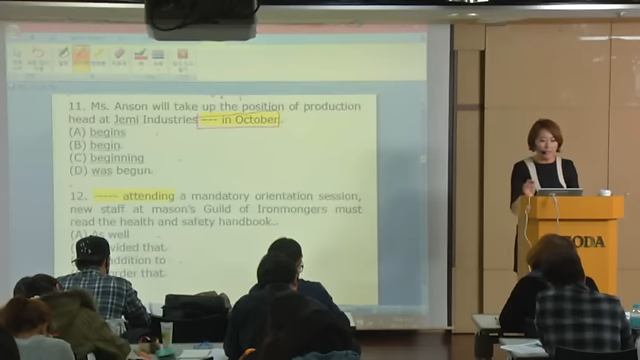 11. Ms. Anson will take up the position of production
head at Jemi Industries ------ in October.
(A) begins
(B) begin
(C) beginning
(D) was begun.
12. ------ attending a mandatory orientation session,
new staff at mason's Guild of Ironmongers must
read the health and safety handbook.
(A) As well
vided that
ddition to
order that
ODA